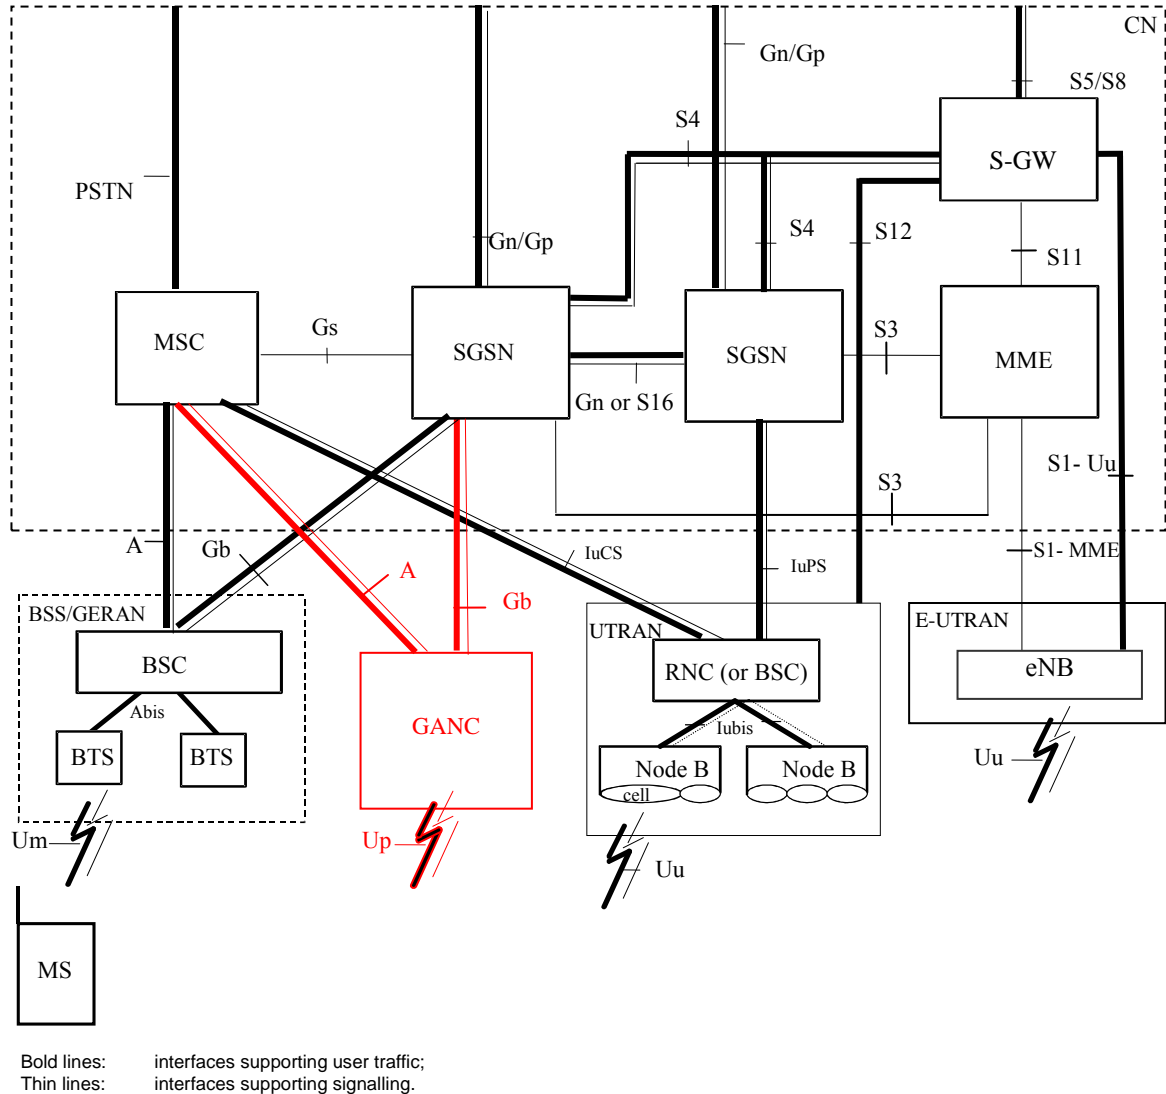 CN
Gn/Gp
S5/S8
S4
S-GW
PSTN
Gn/Gp
S4
S12
S11
MSC
Gs
SGSN
SGSN
S3
MME
Gn or S16
S1- Uu
S3
A
Gb
IuCS
IuPS
S1- MME
A
Gb
BSS/GERAN
UTRAN
E-UTRAN
BSC
RNC (or BSC)
eNB
Abis
GANC
Iubis
BTS
BTS
Node B
Node B
cell
Uu
Um
Up
Uu
MS
Bold lines: interfaces supporting user traffic;
Thin lines: interfaces supporting signalling.